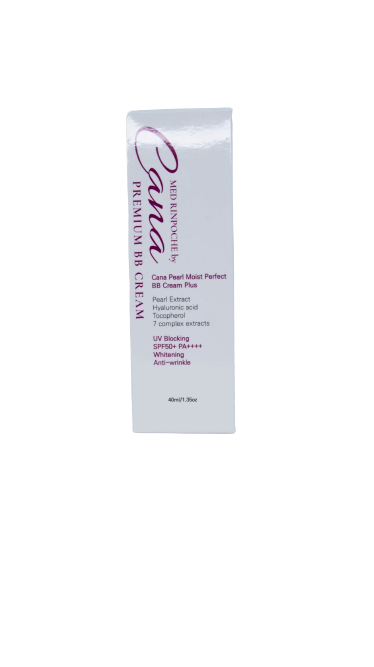 MED RINPOCHE by
Cana
PREMIUM BB CREAM
Cana Pearl Moist Perfect
BB Cream Plus
Pearl Extract
Hyaluronic acid
Tocopherol
7 complex extracts
UV Blocking
SPF50+ PA++++
Whitening
Anti-wrinkle
40ml/1.35oz